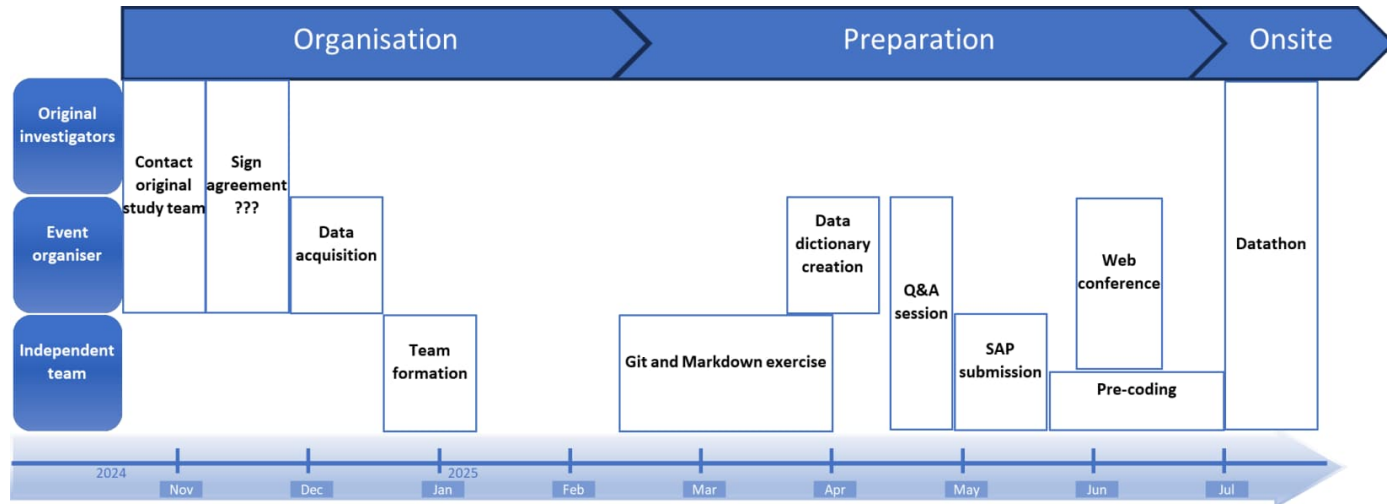 Organisation
Preparation
Onsite
Original
investigators
Contact
original
study team
Sign
agreement
???
Event
organiser
Data
acquisition
Data
dictionary
creation
Q&A
session
Web
conference
Datathon
Independent
team
Team
formation
Git and Markdown exercise
SAP
submission
Pre-coding
2024
2025
Nov
Dec
Jan
Feb
Mar
Apr
May
Jun
Jul